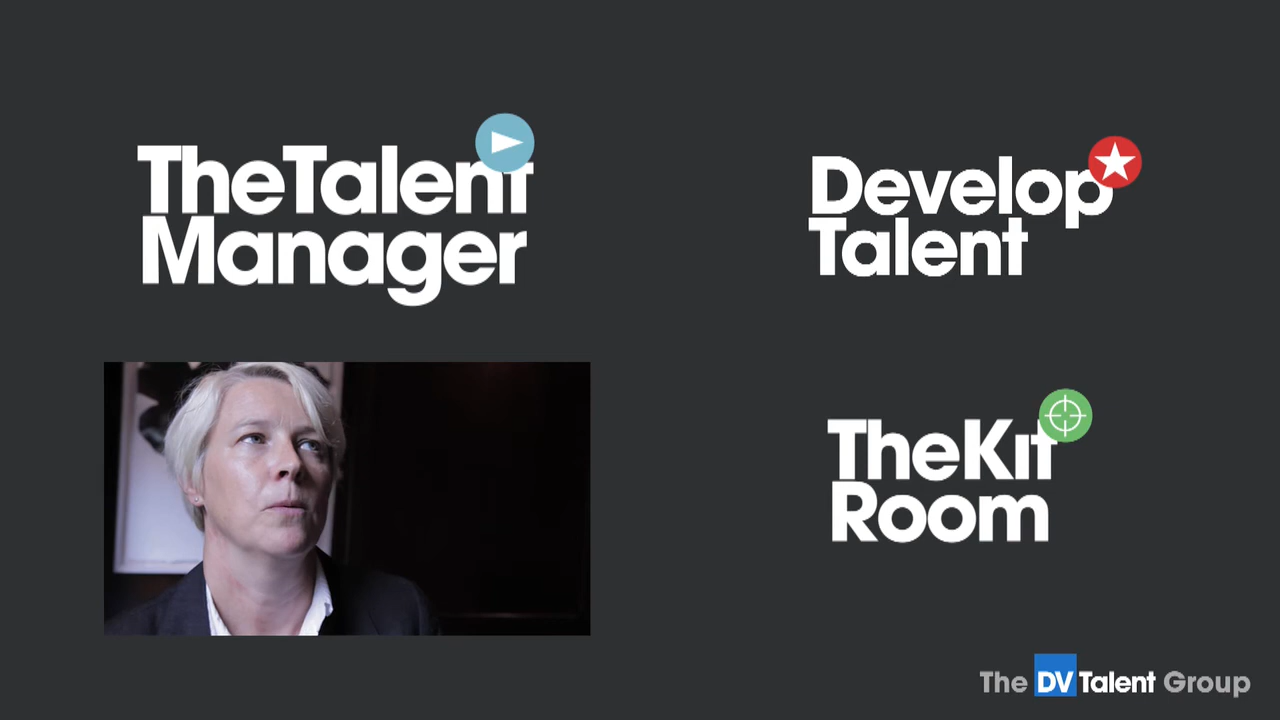 TheTalent
Manager
Develop
Talent
TheKit
Room
The DV Talent Group